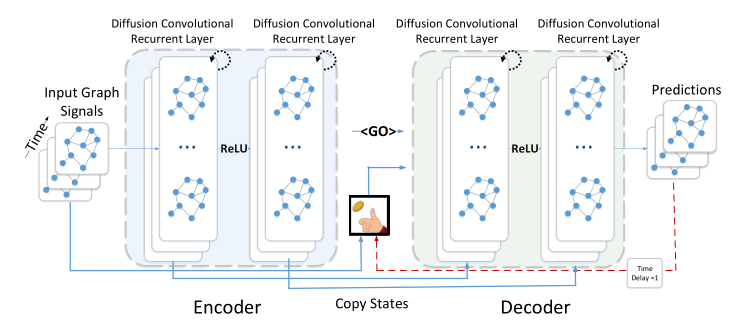 Diffusion Convolutional
Recurrent Layer
Diffusion Convolutional
Recurrent Layer
Diffusion Convolutional
Recurrent Layer
Diffusion Convolutional
Recurrent Layer
Input Graph
Signals
Time
ReLU
<GO>
ReLU
Predictions
Time
Delay =1
Encoder
Copy States
Decoder